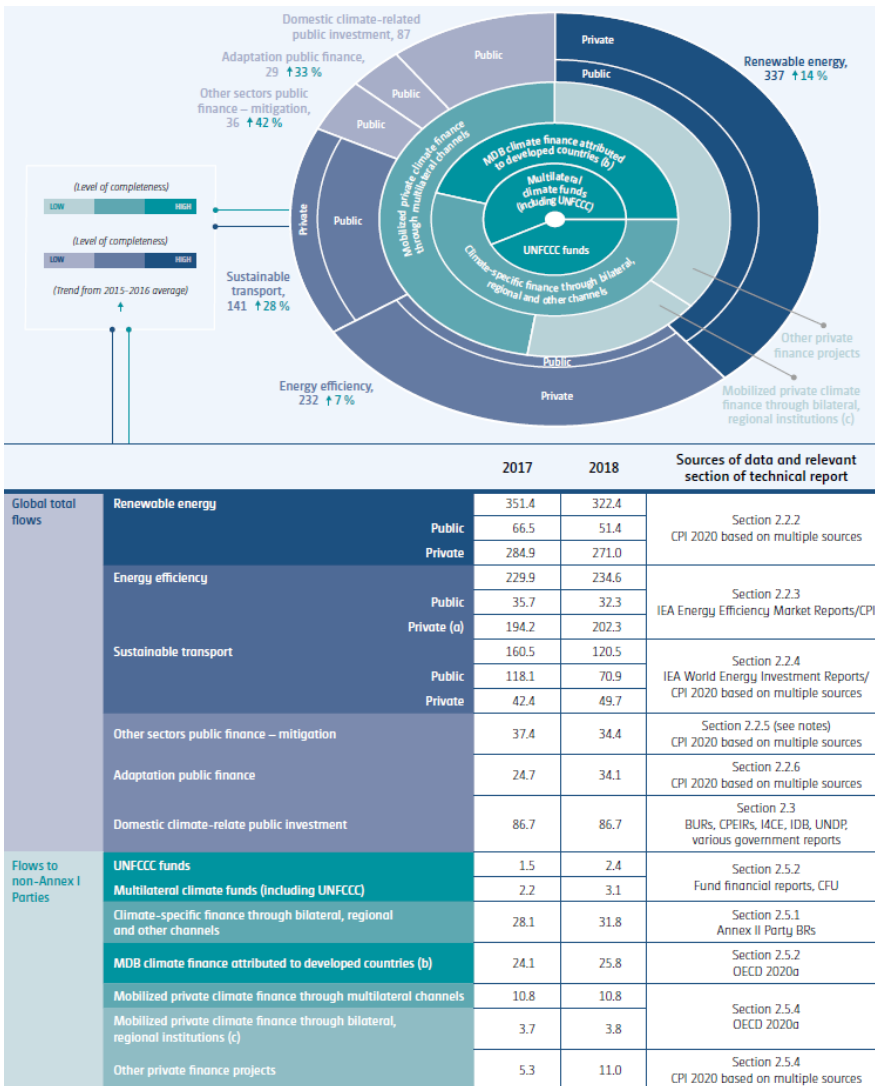 Domestic climate-related
public investment, 87
Adaptation public finance,
29 ↑33 %
Other sectors public
finance – mitigation,
36 ↑42 %
Public
Public
Public
Private
Public
Renewable energy,
337 ↑14 %
Mobilized private climate finance
through multilateral channels
MDB climate finance attributed
to developed countries (b)
Multilateral
climate funds
(including UNFCCC)
UNFCCC funds
Climate-specific finance through bilateral,
regional and other channels
(Level of completeness)
LOW HIGH
(Level of completeness)
LOW HIGH
(Trend from 2015-2016 average)
↑
Private
Public
Sustainable
transport,
141 ↑28 %
Energy efficiency,
232 ↑7 %
Public
Private
Other private
finance projects
Mobilized private climate
finance through bilateral,
regional institutions (c)
2017 2018 Sources of data and relevant
section of technical report
Global total
flows
Renewable energy 351.4 322.4
Public 66.5 51.4
Private 284.9 271.0
Section 2.2.2
CPI 2020 based on multiple sources
Energy efficiency 229.9 234.6
Public 35.7 32.3
Private (a) 194.2 202.3
Section 2.2.3
IEA Energy Efficiency Market Reports/CPI
Sustainable transport 160.5 120.5
Public 118.1 70.9
Private 42.4 49.7
Section 2.2.4
IEA World Energy Investment Reports/
CPI 2020 based on multiple sources
Other sectors public finance – mitigation 37.4 34.4
Section 2.2.5 (see notes)
CPI 2020 based on multiple sources
Adaptation public finance 24.7 34.1
Section 2.2.6
CPI 2020 based on multiple sources
Domestic climate-relate public investment 86.7 86.7
Section 2.3
BURs, CPEIRs, I4CE, IDB, UNDP,
various government reports
Flows to
non-Annex I
Parties
UNFCCC funds 1.5 2.4
Multilateral climate funds (including UNFCCC) 2.2 3.1
Section 2.5.2
Fund financial reports, CFU
Climate-specific finance through bilateral, regional
and other channels 28.1 31.8
Section 2.5.1
Annex II Party BRs
MDB climate finance attributed to developed countries (b) 24.1 25.8
Section 2.5.2
OECD 2020a
Mobilized private climate finance through multilateral channels 10.8 10.8
Mobilized private climate finance through bilateral,
regional institutions (c) 3.7 3.8
Section 2.5.4
OECD 2020a
Other private finance projects 5.3 11.0
Section 2.5.4
CPI 2020 based on multiple sources